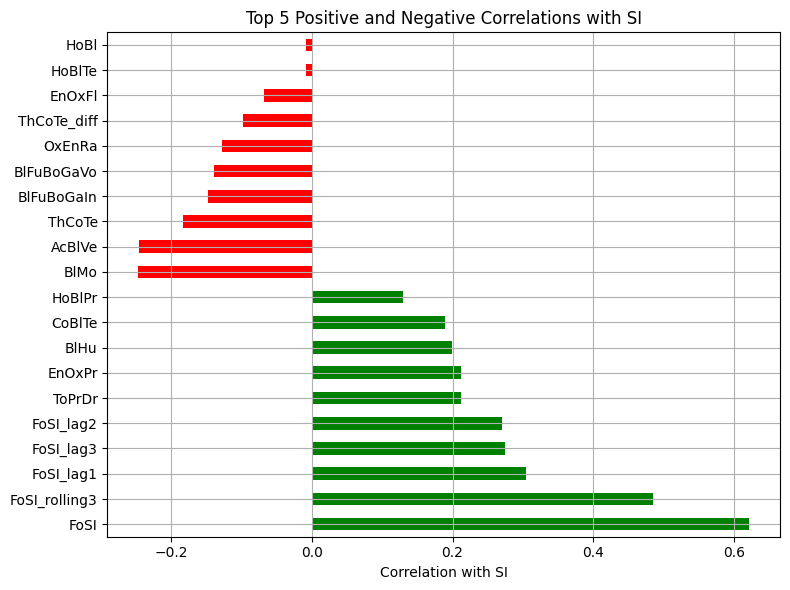 Top 5 Positive and Negative Correlations with SI
HoBl
HoBlTe
EnOxFl
ThCoTe_diff
OxEnRa
BlFuBoGaVo
BlFuBoGaIn
ThCoTe
AcBlVe
BlMo
HoBlPr
CoBlTe
BlHu
EnOxPr
ToPrDr
FoSI_lag2
FoSI_lag3
FoSI_lag1
FoSI_rolling3
FoSI
−0.2 0.0 0.2 0.4 0.6
Correlation with SI